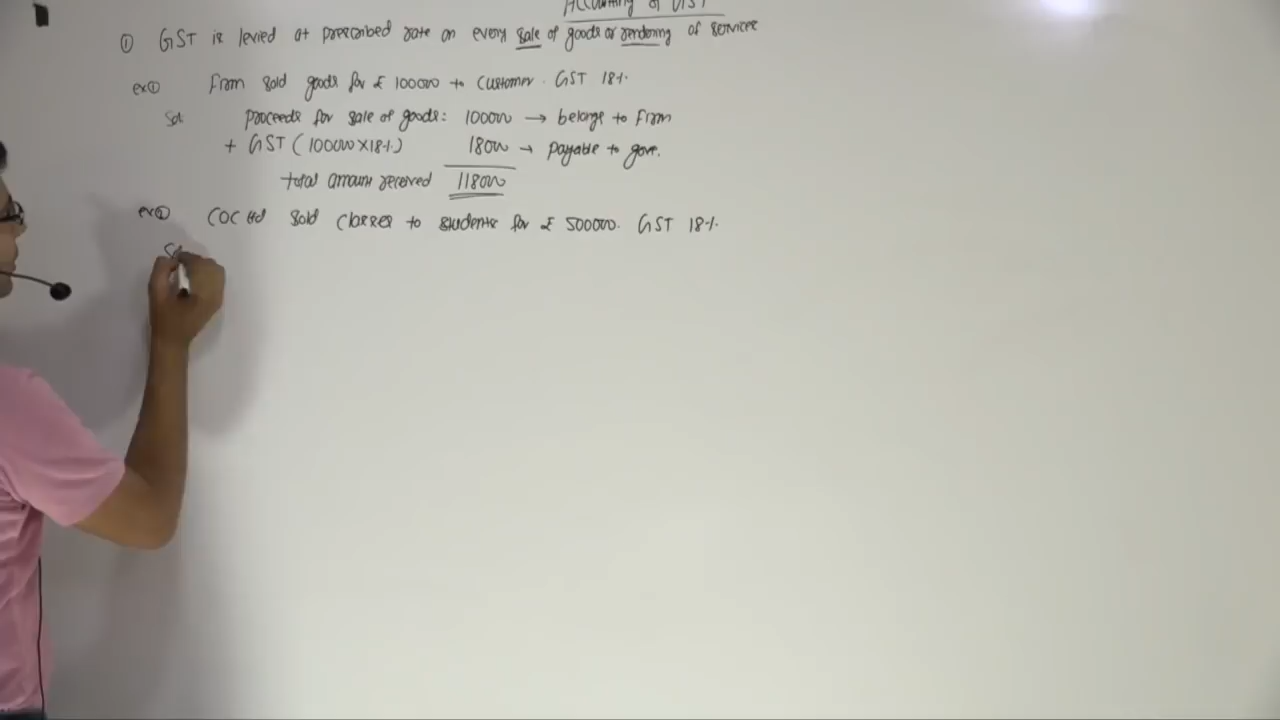 Accounting of GST
① GST is levied at prescribed rate on every sale of goods or rendering of services
ex① From sold goods for ₹ 100000 to customer. GST 18%
Sol proceeds for sale of goods: 100000 → belongs to From
+ GST (100000 x 18%) 18000 → payable to gove.
total amount received 118000
ex② COC ltd sold classes to students for ₹ 500000. GST 18%.